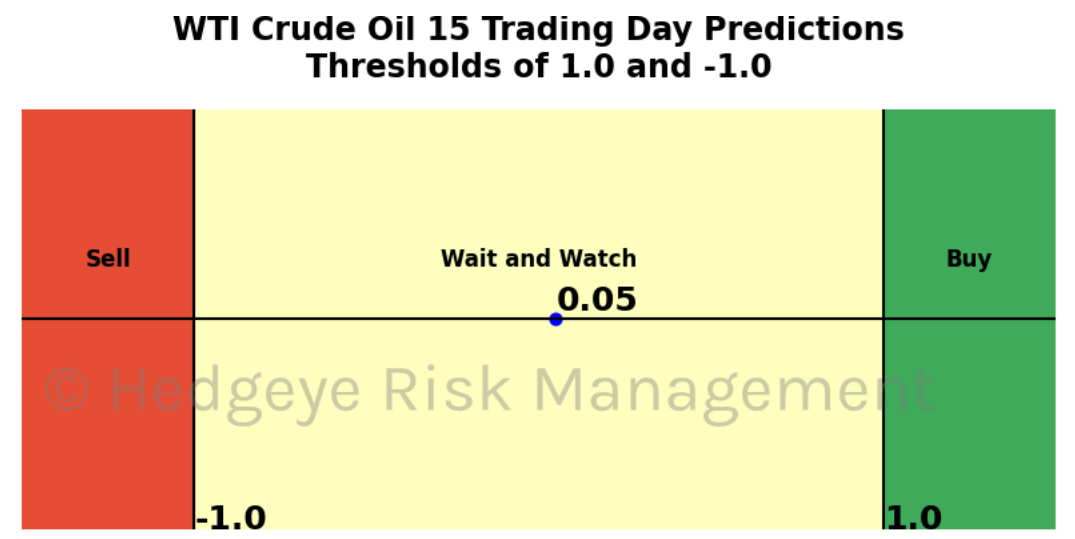 WTI Crude Oil 15 Trading Day Predictions
Thresholds of 1.0 and -1.0
Sell
Wait and Watch
Buy
0.05
© Hedgeye Risk Management
-1.0
1.0